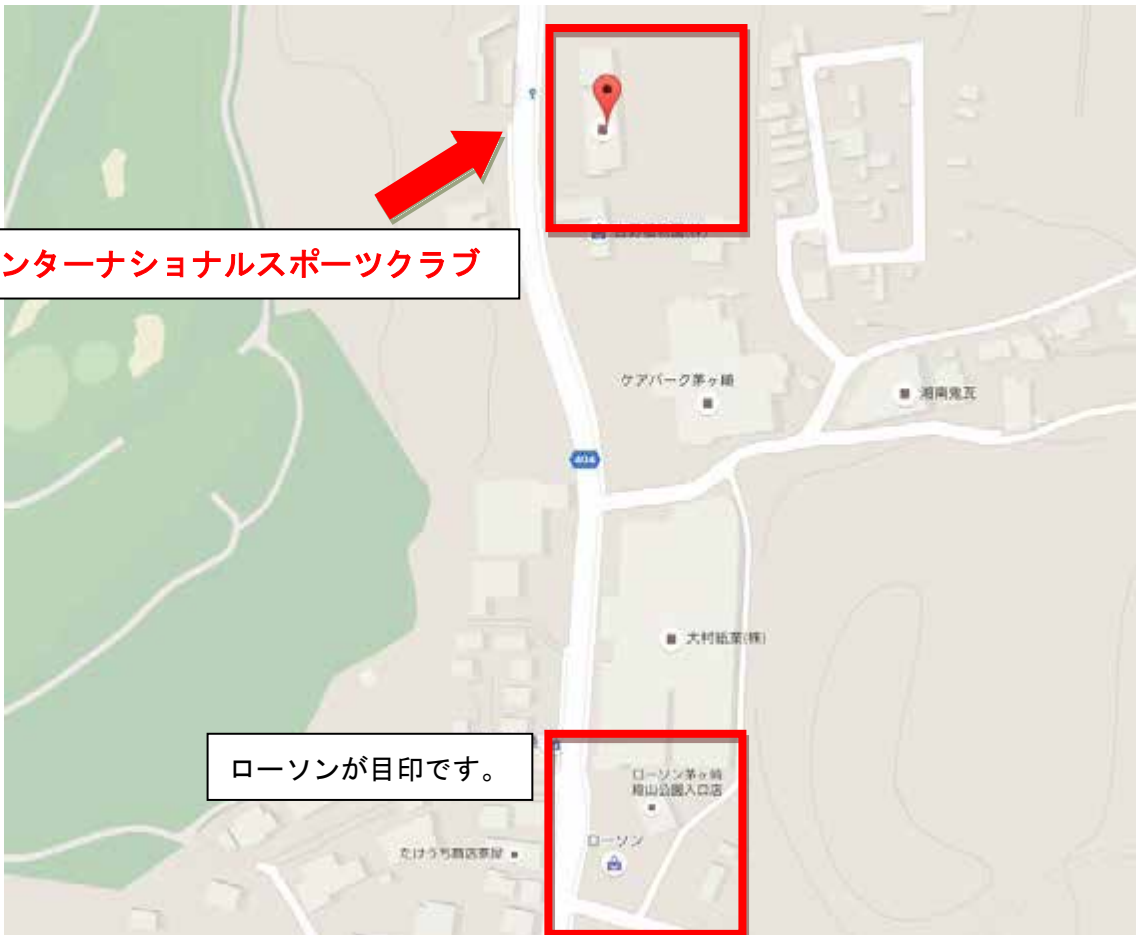 ンターナショナルスポーツクラブ
ケアパーク茅ヶ崎
湘南鬼瓦
404
大村紙業(株)
ローソンが目印です。
ローソン茅ヶ崎
公園入口店
ローソン
たけうち商店茶屋